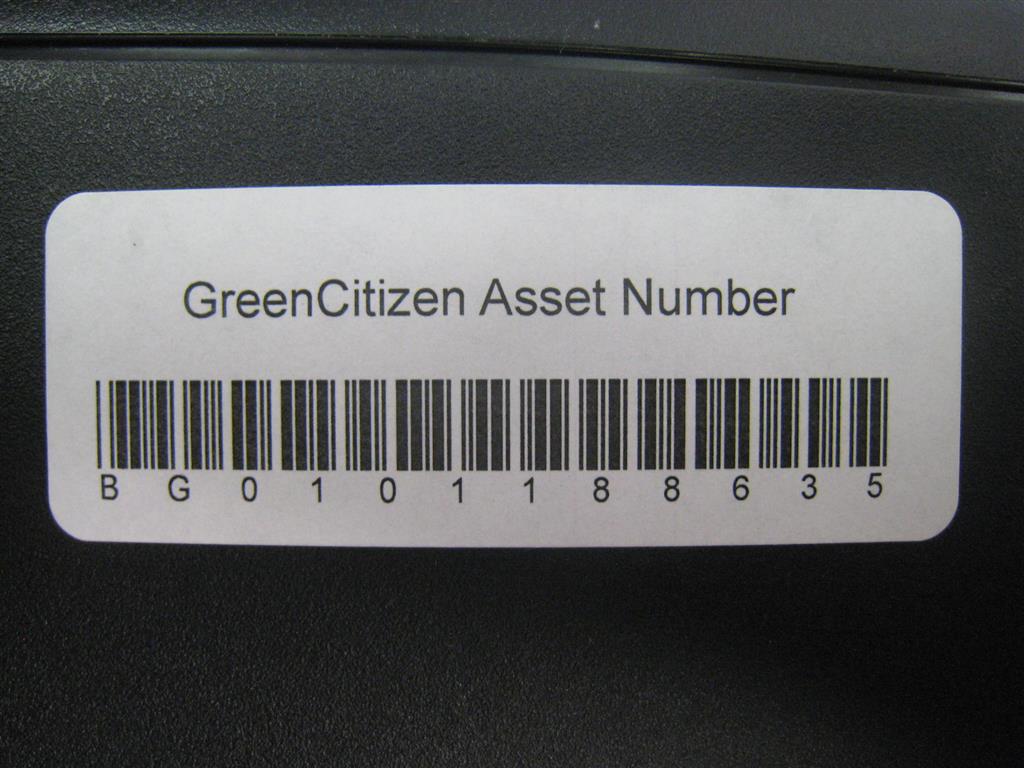 GreenCitizen Asset Number
B G 0 1 0 1 1 8 8 6 3 5